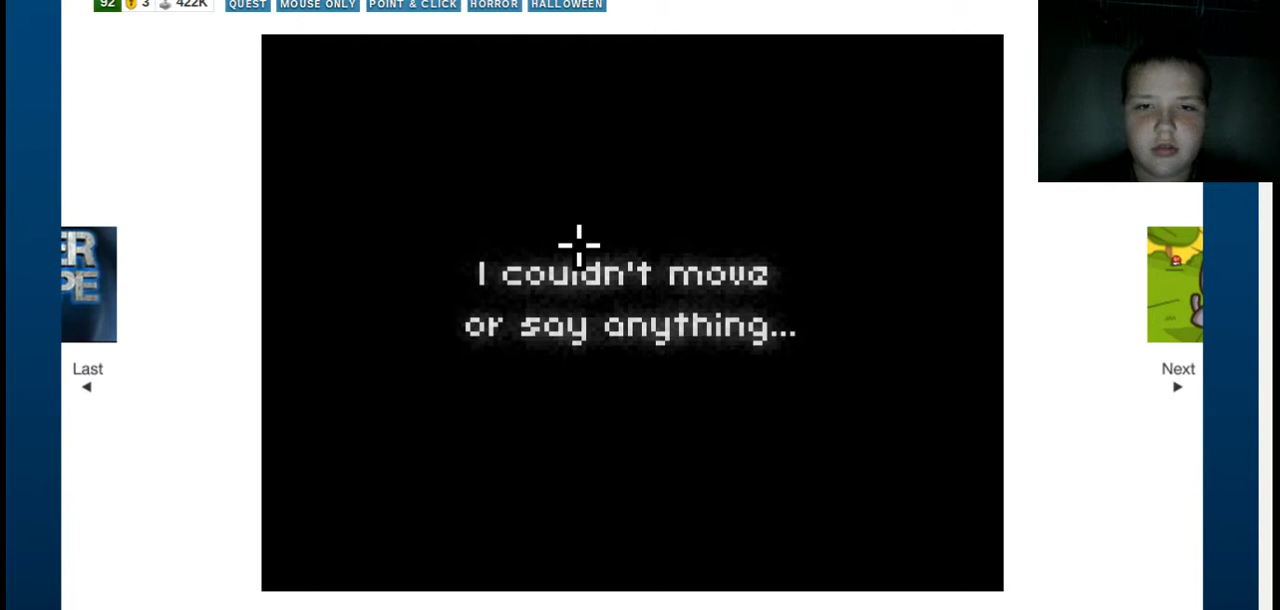 92 3 422K QUEST MOUSE ONLY POINT & CLICK HORROR HALLOWEEN
I couldn't move
or say anything...
Last
Next